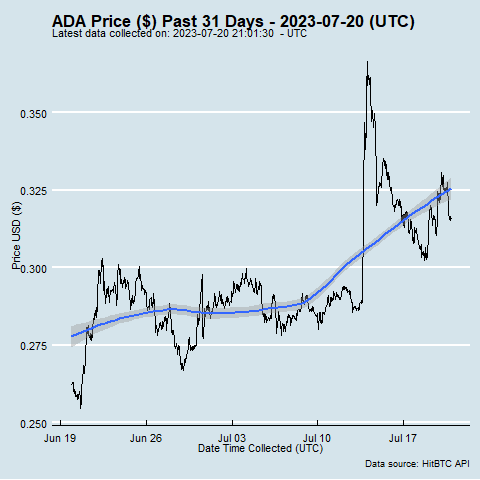 ADA Price ($) Past 31 Days - 2023-07-20 (UTC)
Latest data collected on: 2023-07-20 21:01:30  - UTC
Price USD ($)
0.350
0.325
0.300
0.275
0.250
Jun 19
Jun 26
Jul 03
Jul 10
Jul 17
Date Time Collected (UTC)
Data source: HitBTC API